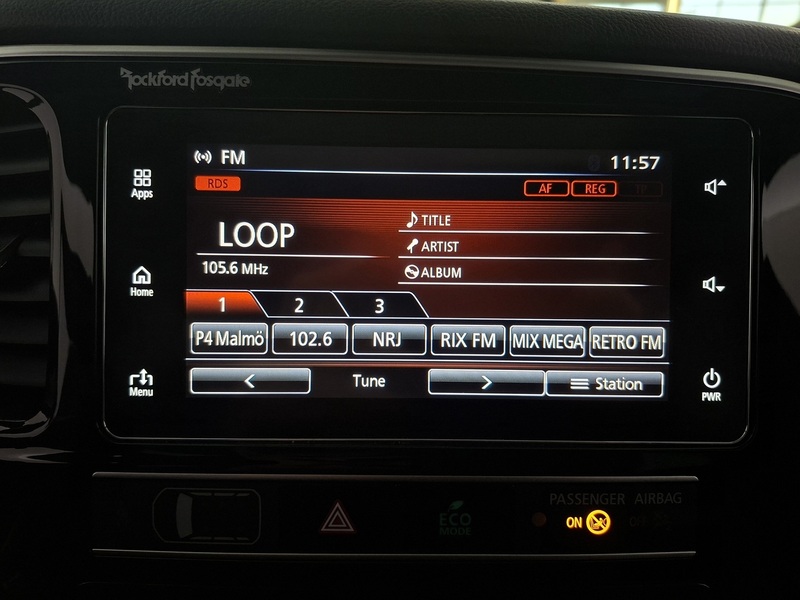 Rockford Fosgate
FM 11:57
RDS AF REG TP
Apps
TITLE
LOOP
ARTIST
105.6 MHz
ALBUM
Home
1 2 3
P4 Malmö 102.6 NRJ RIX FM MIX MEGA RETRO FM
< Tune > Station
Menu
PWR
PASSENGER AIRBAG
ECO
MODE
ON OFF